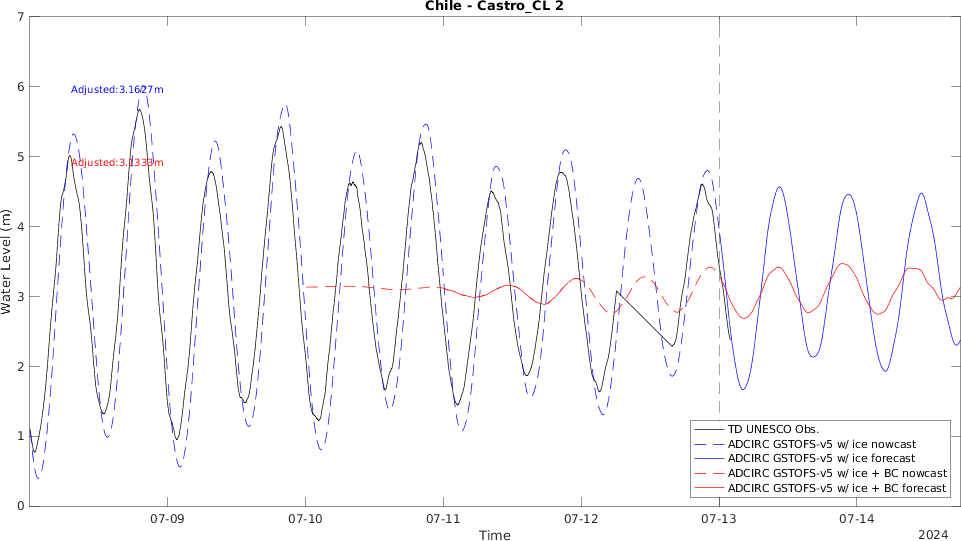 Chile - Castro_CL 2
7
6
5
4
3
2
1
0
Water Level (m)
Adjusted:3.1627m
Adjusted:3.1333m
07-09
07-10
07-11
07-12
07-13
07-14
Time
2024
TD UNESCO Obs.
ADCIRC GSTOFS-v5 w/ ice nowcast
ADCIRC GSTOFS-v5 w/ ice forecast
ADCIRC GSTOFS-v5 w/ ice + BC nowcast
ADCIRC GSTOFS-v5 w/ ice + BC forecast